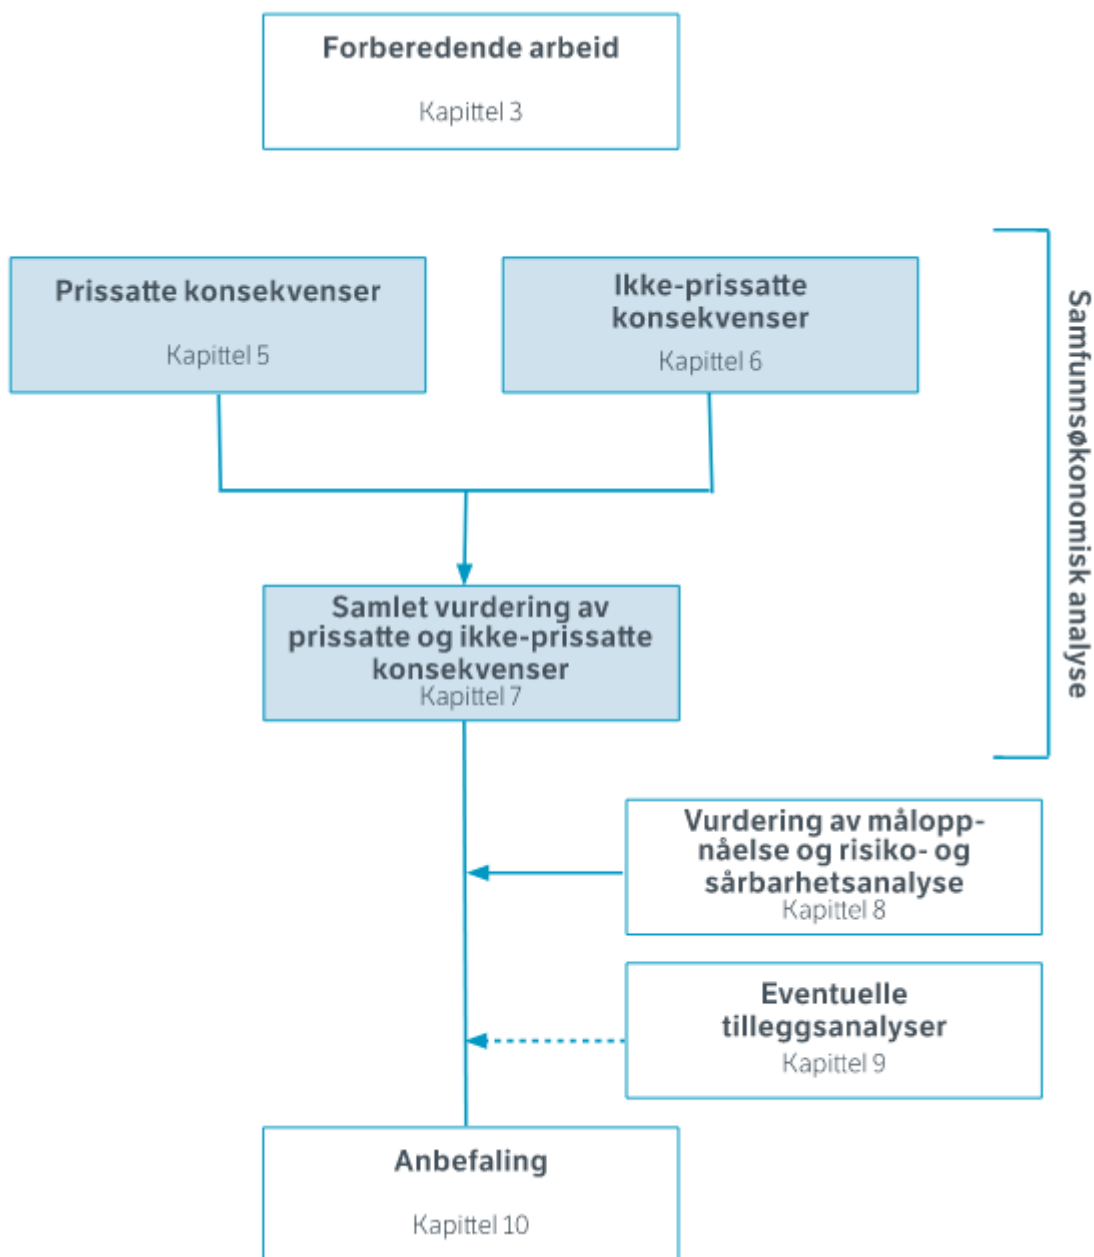 Forberedende arbeid
Kapittel 3
Prissatte konsekvenser
Kapittel 5
Ikke-prissatte
konsekvenser
Kapittel 6
Samfunnsøkonomisk analyse
Samlet vurdering av
prissatte og ikke-prissatte
konsekvenser
Kapittel 7
Vurdering av målopp-
nåelse og risiko- og
sårbarhetsanalyse
Kapittel 8
Eventuelle
tilleggsanalyser
Kapittel 9
Anbefaling
Kapittel 10